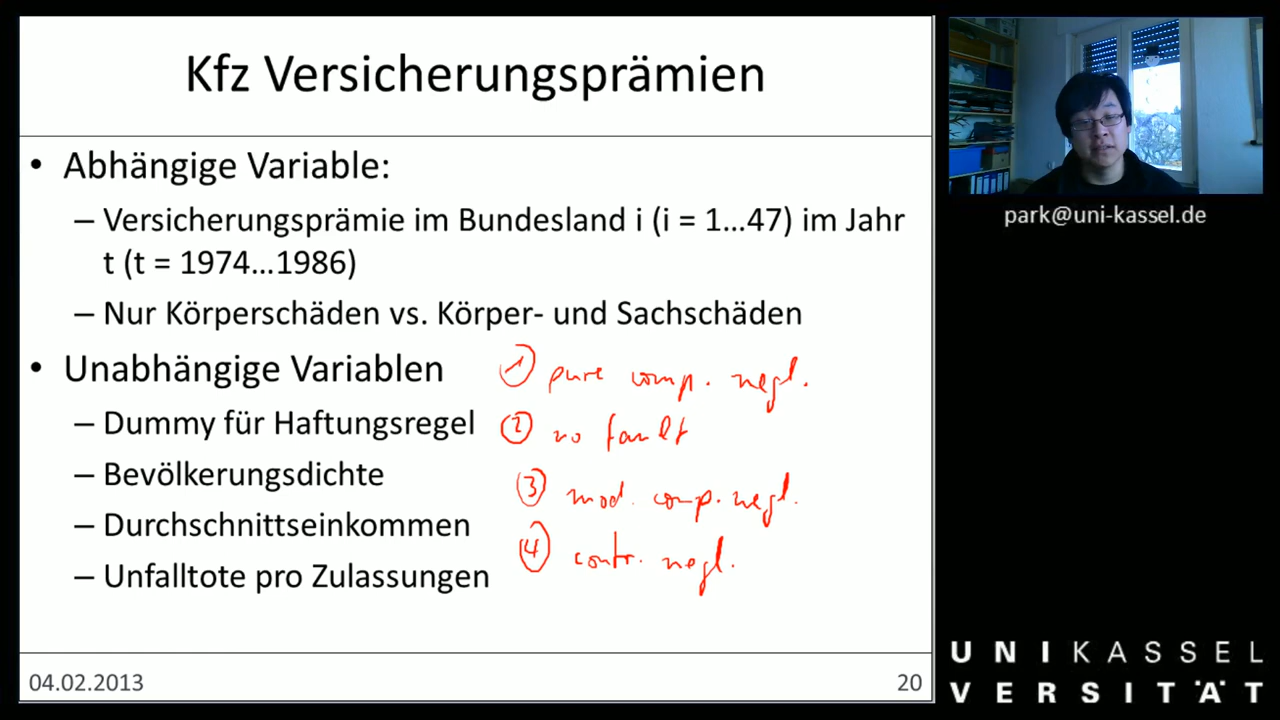 Kfz Versicherungsprämien
• Abhängige Variable:
– Versicherungsprämie im Bundesland i (i = 1...47) im Jahr
t (t = 1974...1986)
– Nur Körperschäden vs. Körper- und Sachschäden
• Unabhängige Variablen
– Dummy für Haftungsregel
– Bevölkerungsdichte
– Durchschnittseinkommen
– Unfalltote pro Zulassungen
1 pure comp. negl.
2 no fault
3 mod. comp. negl.
4 contr. negl.
04.02.2013
20
park@uni-kassel.de
UNIKASSEL
VERSITÄT